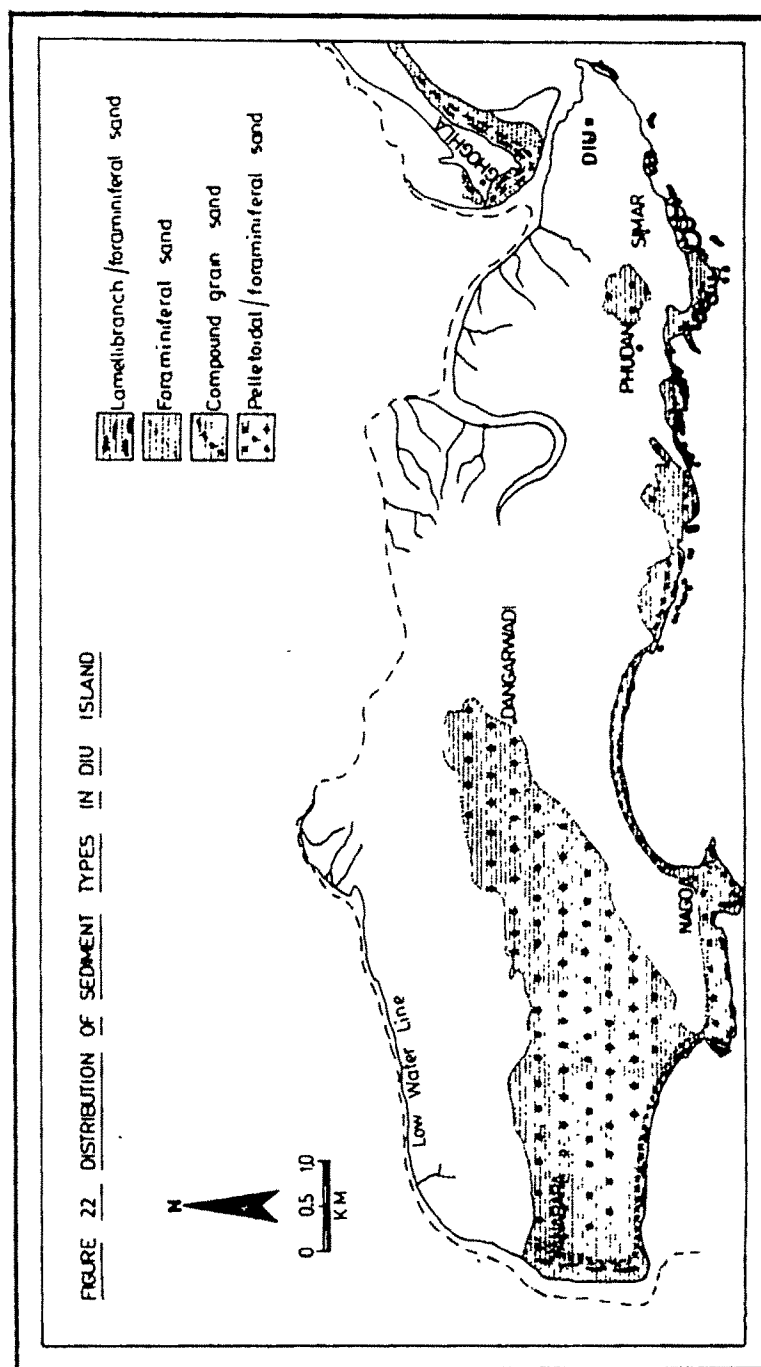 FIGURE 22 DISTRIBUTION OF SEDIMENT TYPES IN DIU ISLAND
N
0 0.5 1.0
KM
Lamellibranch/foraminiferal sand
Foraminiferal sand
Compound grain sand
Pelletoidal/foraminiferal sand
Low Water Line
GHOGHLA
DIU
SIMAR
PHUDAN
DANGARWADI
NAGOA